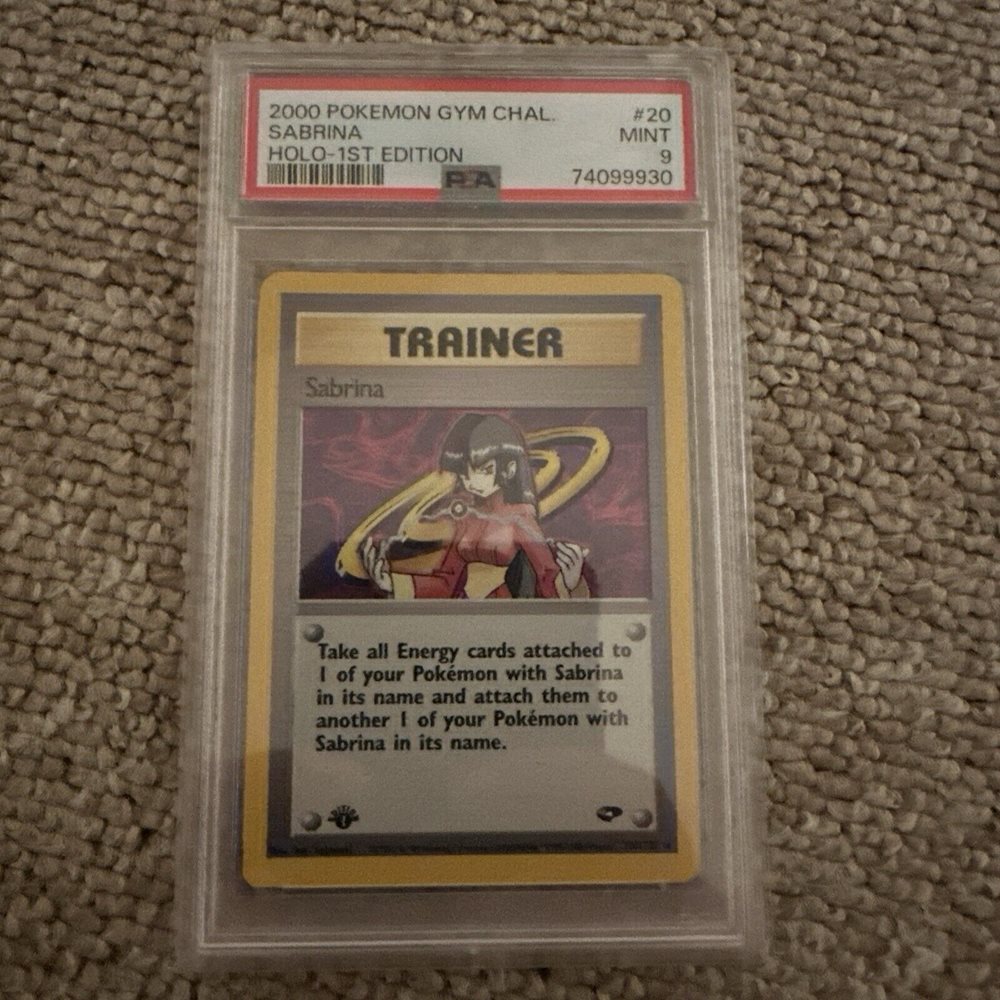 2000 POKEMON GYM CHAL. #20
SABRINA MINT
HOLO-1ST EDITION 9
PSA 74099930
TRAINER
Sabrina
Take all Energy cards attached to
1 of your Pokémon with Sabrina
in its name and attach them to
another 1 of your Pokémon with
Sabrina in its name.